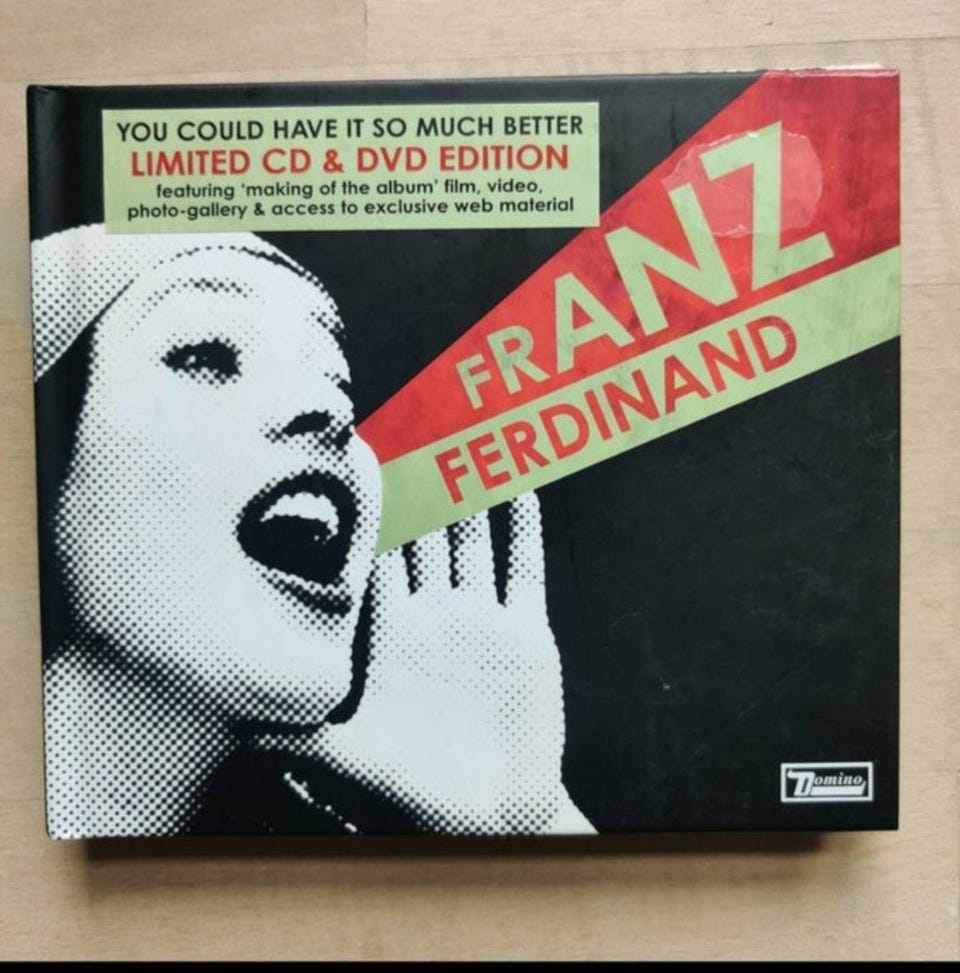 YOU COULD HAVE IT SO MUCH BETTER
LIMITED CD & DVD EDITION
featuring ‘making of the album’ film, video,
photo-gallery & access to exclusive web material
FRANZ
FERDINAND
Domino